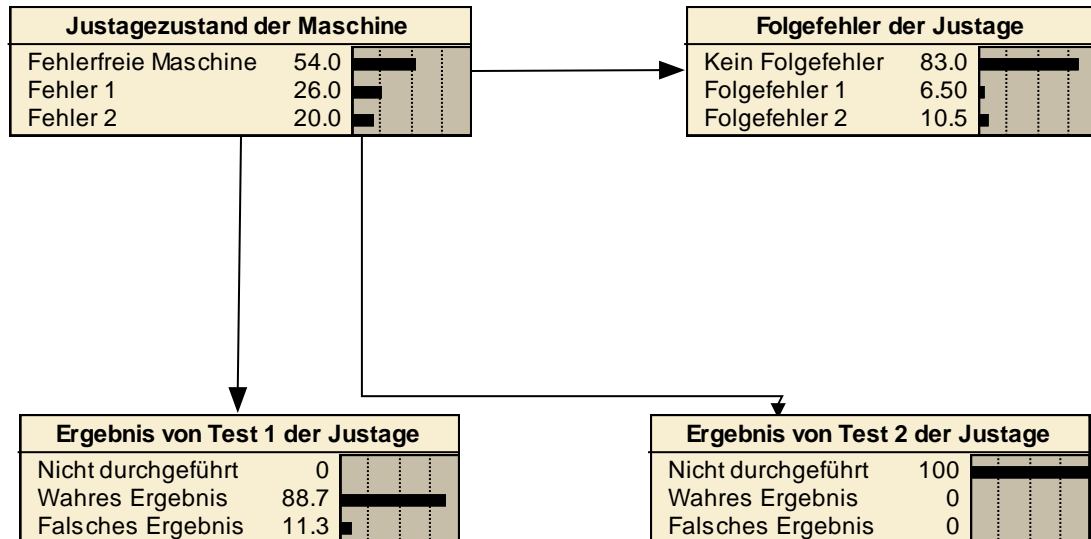 Justagezustand der Maschine
Fehlerfreie Maschine 54.0
Fehler 1 26.0
Fehler 2 20.0
Folgefehler der Justage
Kein Folgefehler 83.0
Folgefehler 1 6.50
Folgefehler 2 10.5
Ergebnis von Test 1 der Justage
Nicht durchgeführt 0
Wahres Ergebnis 88.7
Falsches Ergebnis 11.3
Ergebnis von Test 2 der Justage
Nicht durchgeführt 100
Wahres Ergebnis 0
Falsches Ergebnis 0